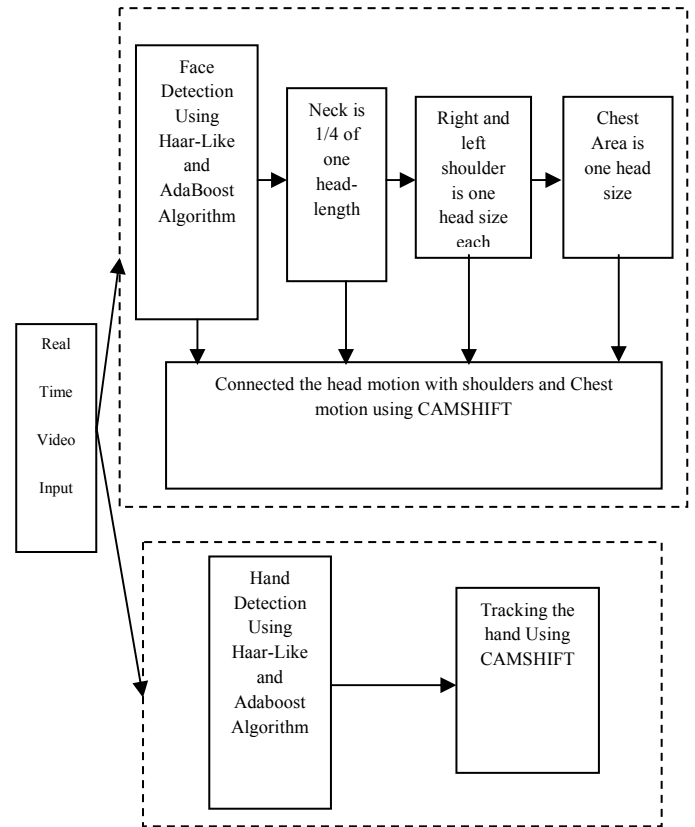 Face
Detection
Using
Haar-Like
and
AdaBoost
Algorithm
Neck is
1/4 of
one
head-
length
Right and
left
shoulder
is one
head size
each
Chest
Area is
one head
size
Real
Time
Video
Input
Connected the head motion with shoulders and Chest
motion using CAMSHIFT
Hand
Detection
Using
Haar-Like
and
Adaboost
Algorithm
Tracking the
hand Using
CAMSHIFT